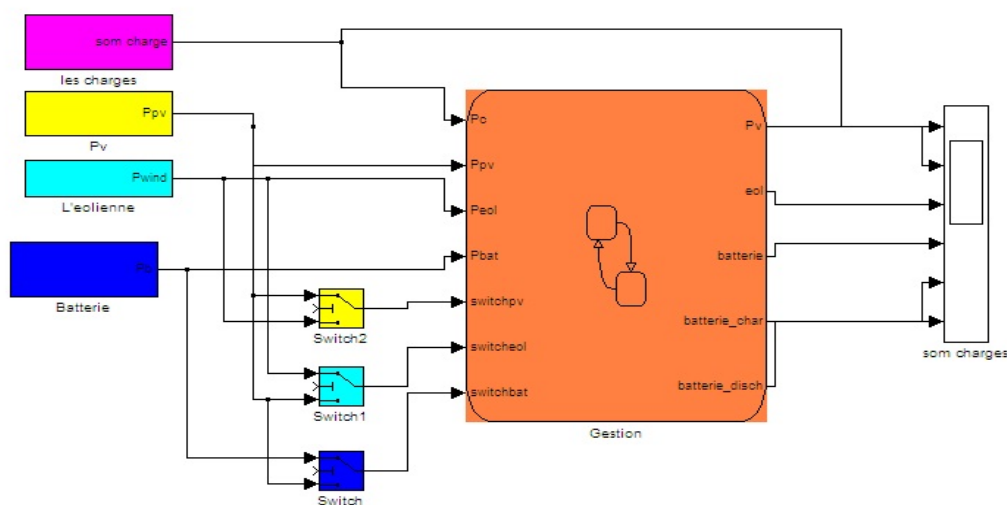 som charge
les charges
Ppv
Pv
Pwind
L'eolienne
Batterie
Pc
Ppv
Peol
Pbat
switchpv
switcheol
switchbat
Pv
eol
batterie
batterie_char
batterie_disch
Gestion
Switch2
Switch1
Switch
som charges